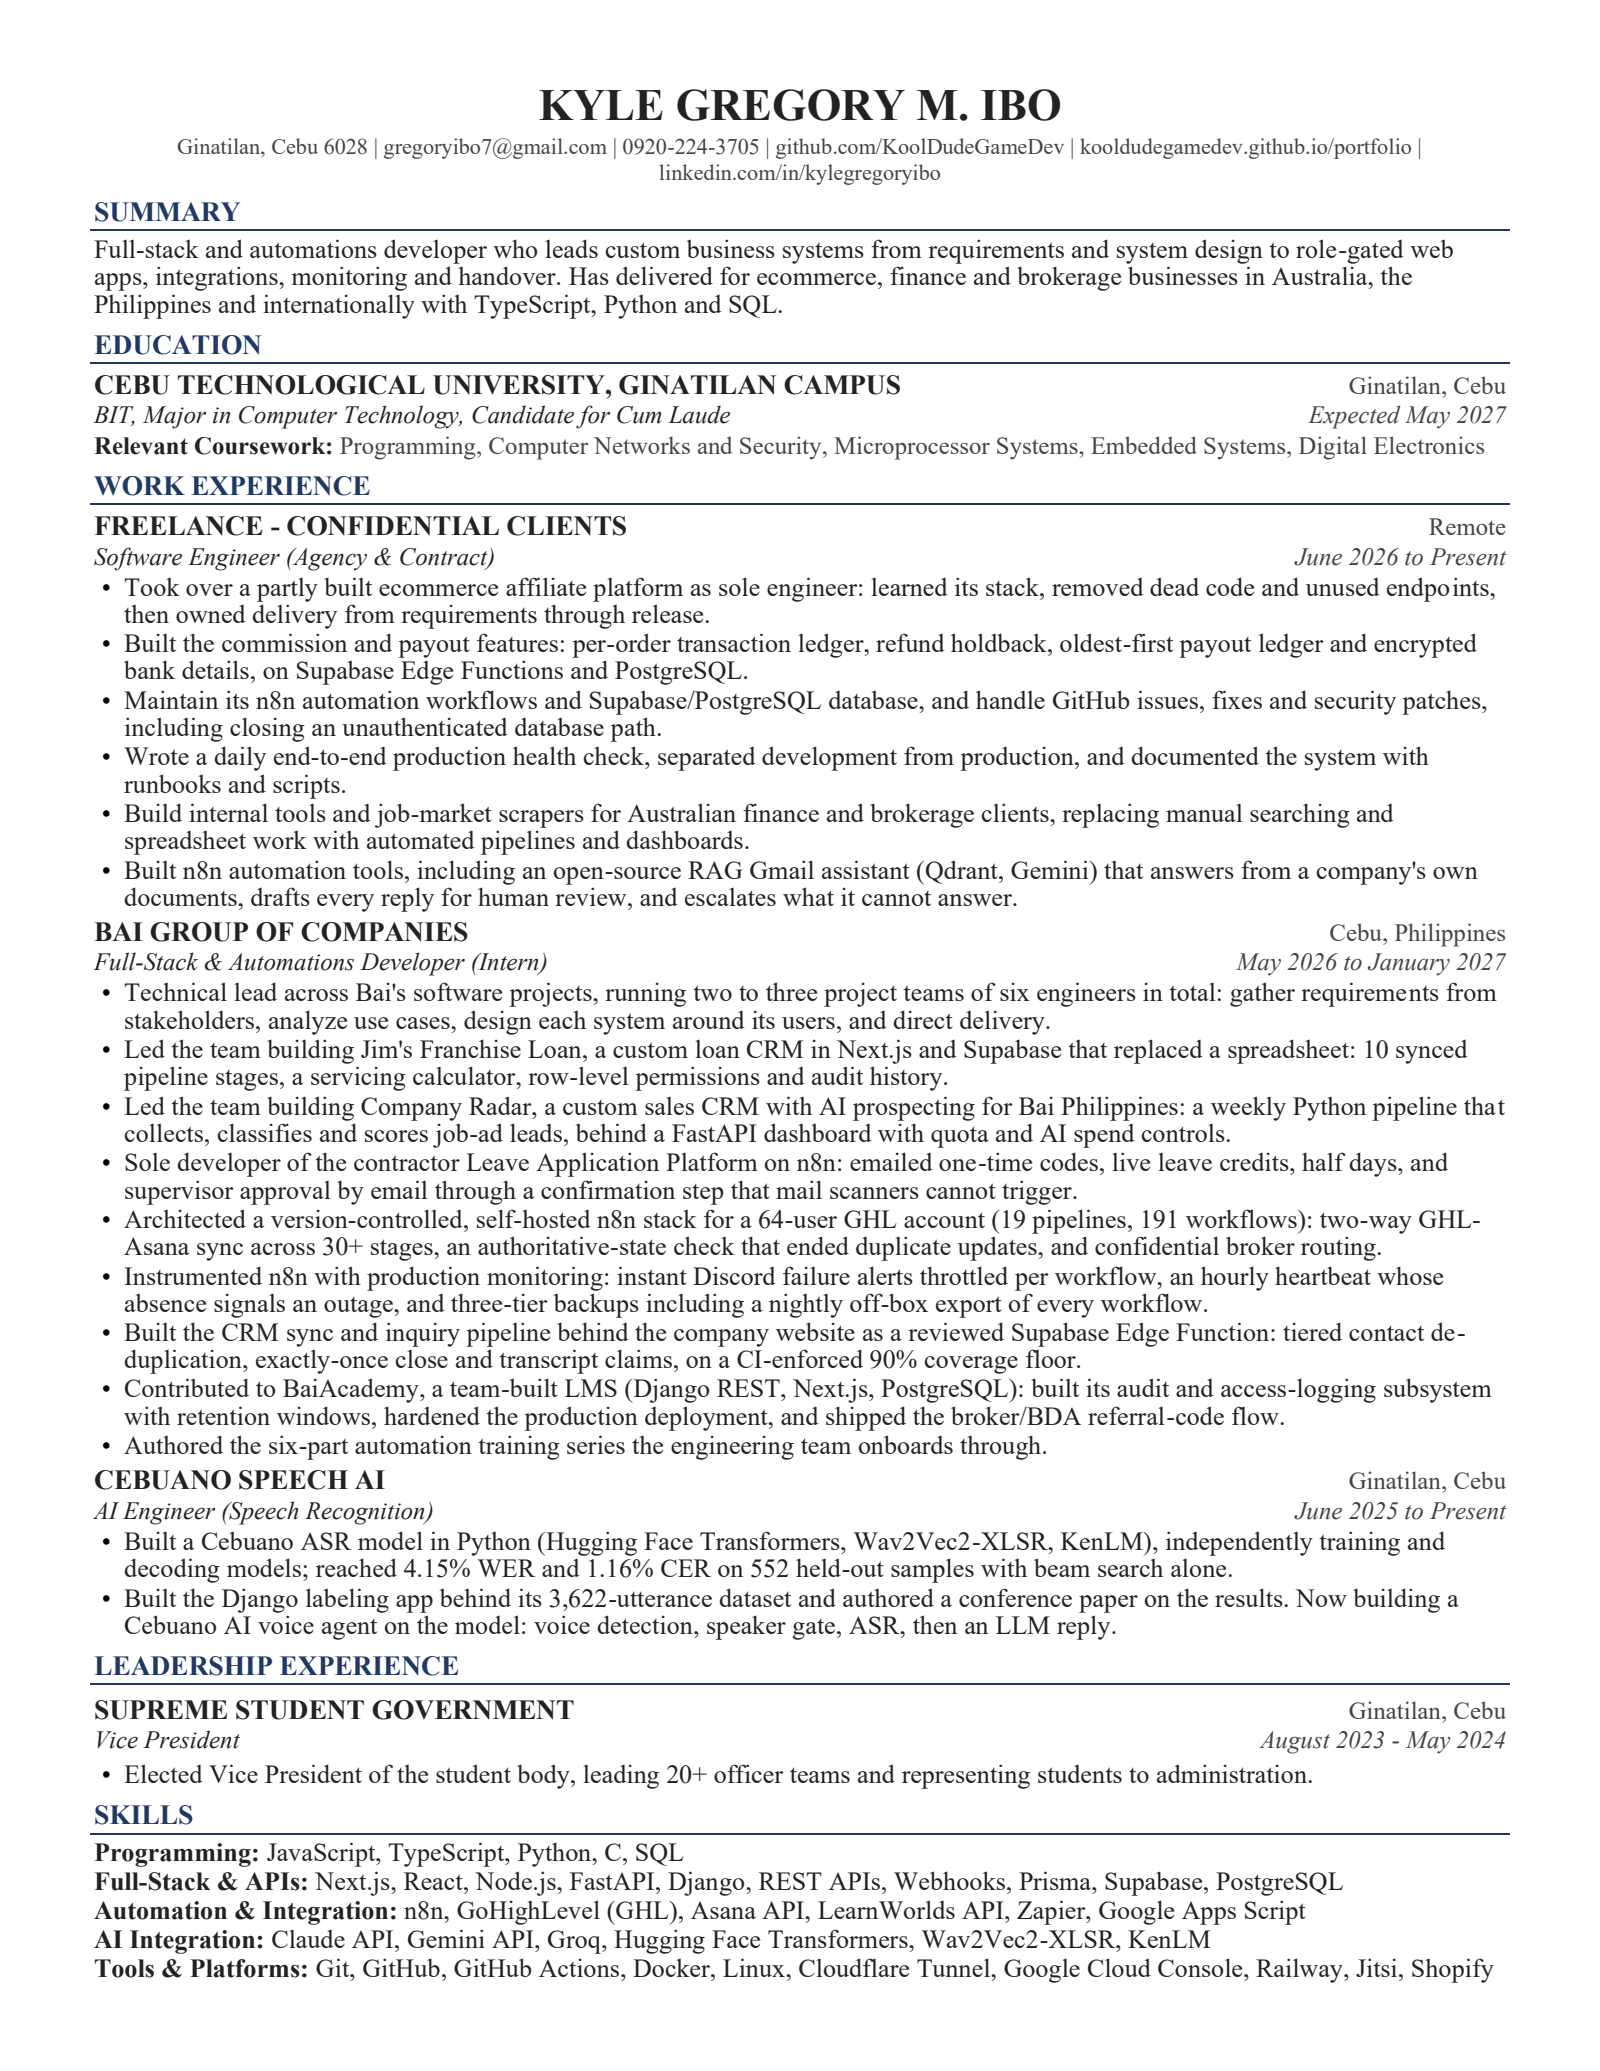 KYLE GREGORY M. IBO
Ginatilan, Cebu 6028 | gregoryibo7@gmail.com | 0920-224-3705 | github.com/KoolDudeGameDev | kooldudegamedev.github.io/portfolio |
linkedin.com/in/kylegregoryibo
SUMMARY
Full-stack and automations developer who leads custom business systems from requirements and system design to role-gated web
apps, integrations, monitoring and handover. Has delivered for ecommerce, finance and brokerage businesses in Australia, the
Philippines and internationally with TypeScript, Python and SQL.
EDUCATION
CEBU TECHNOLOGICAL UNIVERSITY, GINATILAN CAMPUS Ginatilan, Cebu
BIT, Major in Computer Technology, Candidate for Cum Laude Expected May 2027
Relevant Coursework: Programming, Computer Networks and Security, Microprocessor Systems, Embedded Systems, Digital Electronics
WORK EXPERIENCE
FREELANCE - CONFIDENTIAL CLIENTS Remote
Software Engineer (Agency & Contract) June 2026 to Present
• Took over a partly built ecommerce affiliate platform as sole engineer: learned its stack, removed dead code and unused endpoints,
then owned delivery from requirements through release.
• Built the commission and payout features: per-order transaction ledger, refund holdback, oldest-first payout ledger and encrypted
bank details, on Supabase Edge Functions and PostgreSQL.
• Maintain its n8n automation workflows and Supabase/PostgreSQL database, and handle GitHub issues, fixes and security patches,
including closing an unauthenticated database path.
• Wrote a daily end-to-end production health check, separated development from production, and documented the system with
runbooks and scripts.
• Build internal tools and job-market scrapers for Australian finance and brokerage clients, replacing manual searching and
spreadsheet work with automated pipelines and dashboards.
• Built n8n automation tools, including an open-source RAG Gmail assistant (Qdrant, Gemini) that answers from a company's own
documents, drafts every reply for human review, and escalates what it cannot answer.
BAI GROUP OF COMPANIES Cebu, Philippines
Full-Stack & Automations Developer (Intern) May 2026 to January 2027
• Technical lead across Bai's software projects, running two to three project teams of six engineers in total: gather requirements from
stakeholders, analyze use cases, design each system around its users, and direct delivery.
• Led the team building Jim's Franchise Loan, a custom loan CRM in Next.js and Supabase that replaced a spreadsheet: 10 synced
pipeline stages, a servicing calculator, row-level permissions and audit history.
• Led the team building Company Radar, a custom sales CRM with AI prospecting for Bai Philippines: a weekly Python pipeline that
collects, classifies and scores job-ad leads, behind a FastAPI dashboard with quota and AI spend controls.
• Sole developer of the contractor Leave Application Platform on n8n: emailed one-time codes, live leave credits, half days, and
supervisor approval by email through a confirmation step that mail scanners cannot trigger.
• Architected a version-controlled, self-hosted n8n stack for a 64-user GHL account (19 pipelines, 191 workflows): two-way GHL-
Asana sync across 30+ stages, an authoritative-state check that ended duplicate updates, and confidential broker routing.
• Instrumented n8n with production monitoring: instant Discord failure alerts throttled per workflow, an hourly heartbeat whose
absence signals an outage, and three-tier backups including a nightly off-box export of every workflow.
• Built the CRM sync and inquiry pipeline behind the company website as a reviewed Supabase Edge Function: tiered contact de-
duplication, exactly-once close and transcript claims, on a CI-enforced 90% coverage floor.
• Contributed to BaiAcademy, a team-built LMS (Django REST, Next.js, PostgreSQL): built its audit and access-logging subsystem
with retention windows, hardened the production deployment, and shipped the broker/BDA referral-code flow.
• Authored the six-part automation training series the engineering team onboards through.
CEBUANO SPEECH AI Ginatilan, Cebu
AI Engineer (Speech Recognition) June 2025 to Present
• Built a Cebuano ASR model in Python (Hugging Face Transformers, Wav2Vec2-XLSR, KenLM), independently training and
decoding models; reached 4.15% WER and 1.16% CER on 552 held-out samples with beam search alone.
• Built the Django labeling app behind its 3,622-utterance dataset and authored a conference paper on the results. Now building a
Cebuano AI voice agent on the model: voice detection, speaker gate, ASR, then an LLM reply.
LEADERSHIP EXPERIENCE
SUPREME STUDENT GOVERNMENT Ginatilan, Cebu
Vice President August 2023 - May 2024
• Elected Vice President of the student body, leading 20+ officer teams and representing students to administration.
SKILLS
Programming: JavaScript, TypeScript, Python, C, SQL
Full-Stack & APIs: Next.js, React, Node.js, FastAPI, Django, REST APIs, Webhooks, Prisma, Supabase, PostgreSQL
Automation & Integration: n8n, GoHighLevel (GHL), Asana API, LearnWorlds API, Zapier, Google Apps Script
AI Integration: Claude API, Gemini API, Groq, Hugging Face Transformers, Wav2Vec2-XLSR, KenLM
Tools & Platforms: Git, GitHub, GitHub Actions, Docker, Linux, Cloudflare Tunnel, Google Cloud Console, Railway, Jitsi, Shopify